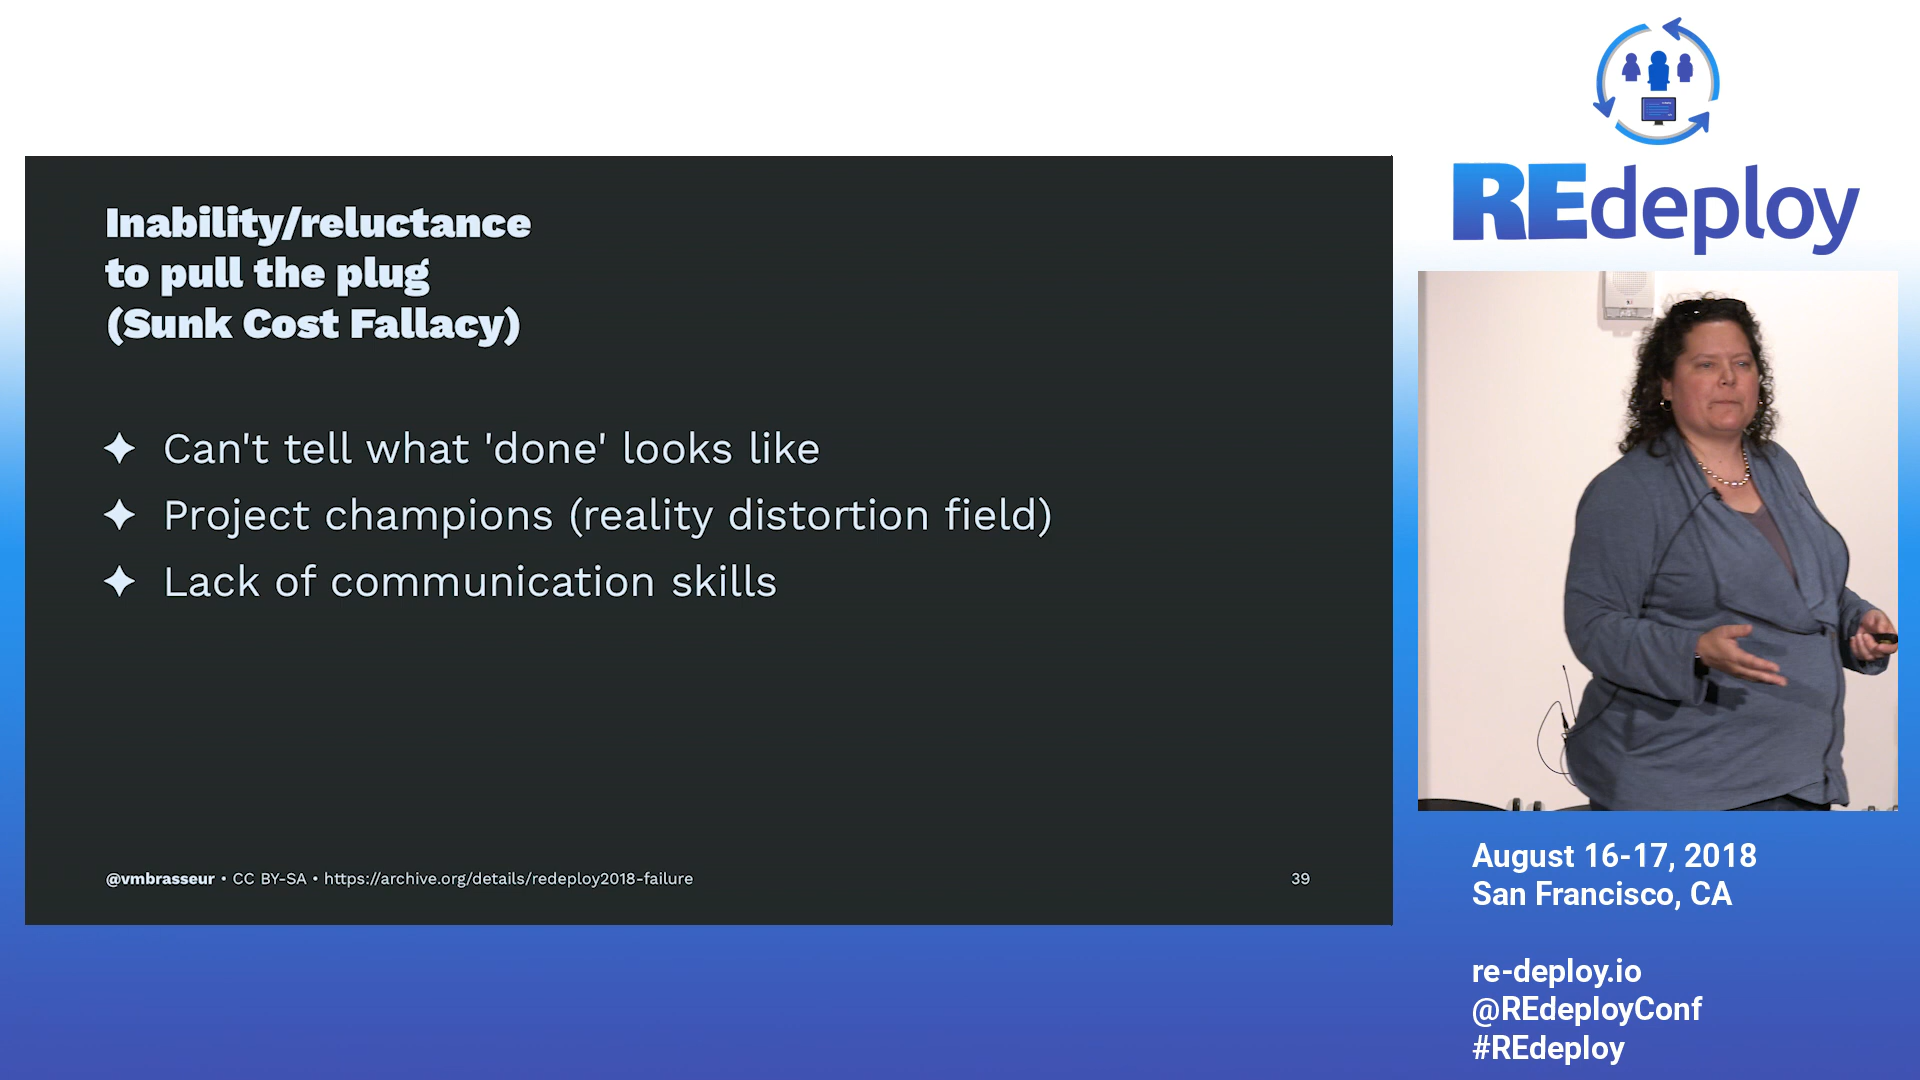 Inability/reluctance
to pull the plug
(Sunk Cost Fallacy)
✦ Can't tell what 'done' looks like
✦ Project champions (reality distortion field)
✦ Lack of communication skills
@vmbrasseur • CC BY-SA • https://archive.org/details/redeploy2018-failure
39
REdeploy
August 16-17, 2018
San Francisco, CA
re-deploy.io
@REdeployConf
#REdeploy